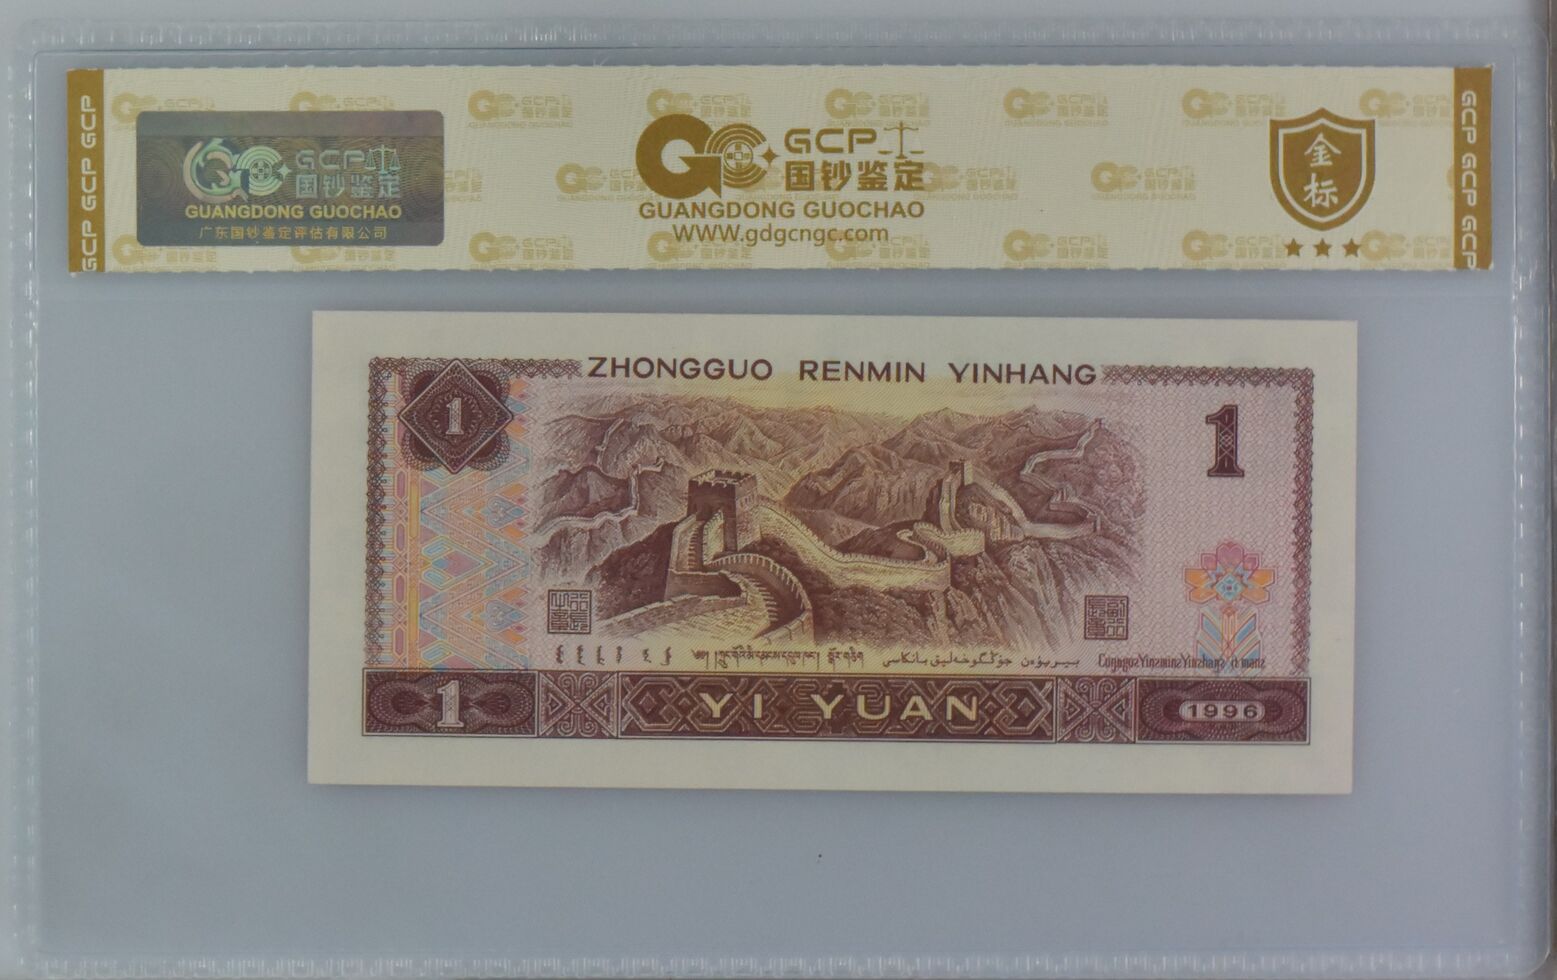 GCP GCP GCP
GCP
国钞鉴定
GUANGDONG GUOCHAO
广东国钞鉴定评估有限公司
GCP
国钞鉴定
GUANGDONG GUOCHAO
WWW.gdgcngc.com
金
标
GCP GCP GCP
ZHONGGUO RENMIN YINHANG
1
1
YI YUAN
1
1996